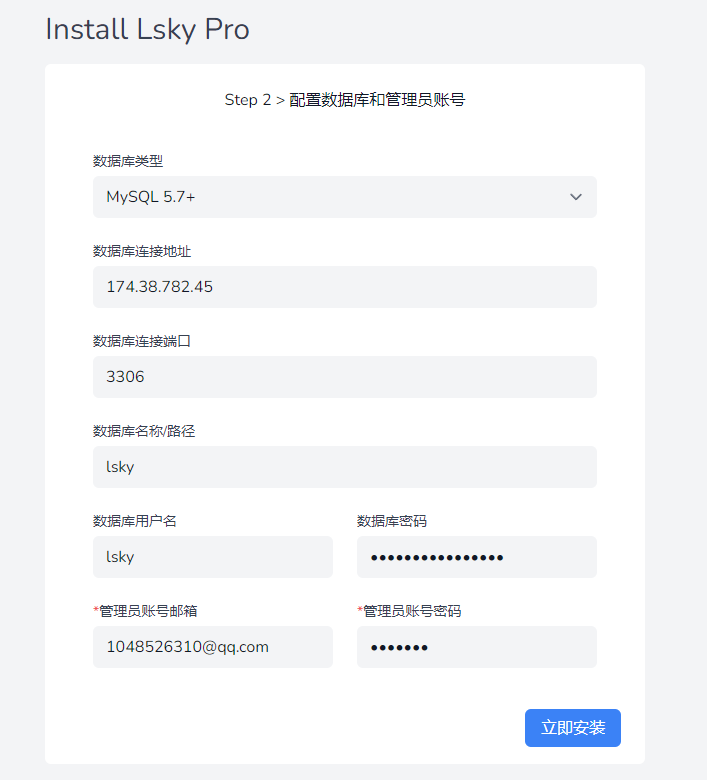 Install Lsky Pro
Step 2 > 配置数据库和管理员账号
数据库类型
MySQL 5.7+
数据库连接地址
174.38.782.45
数据库连接端口
3306
数据库名称/路径
lsky
数据库用户名 数据库密码
lsky ••••••••••••••••
*管理员账号邮箱 *管理员账号密码
1048526310@qq.com •••••••
立即安装